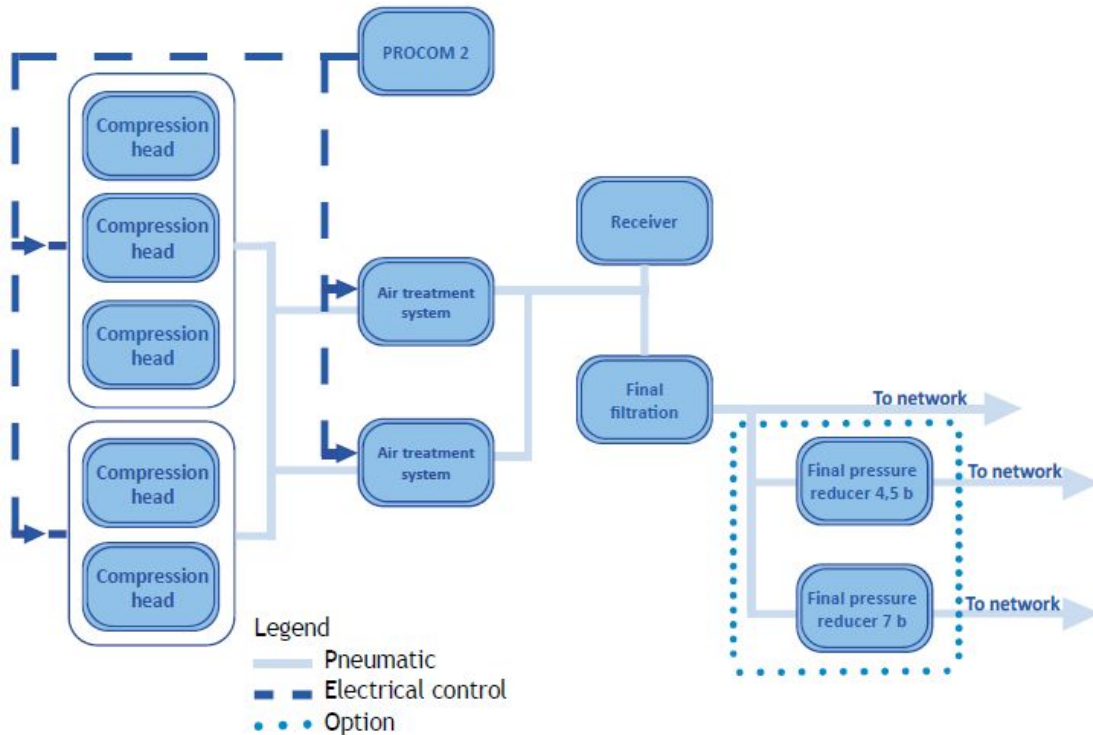 PROCOM 2
Compression
head
Compression
head
Compression
head
Compression
head
Compression
head
Air treatment
system
Air treatment
system
Receiver
Final
filtration
To network
Final pressure
reducer 4,5 b
To network
Final pressure
reducer 7 b
To network
Legend
Pneumatic
Electrical control
Option